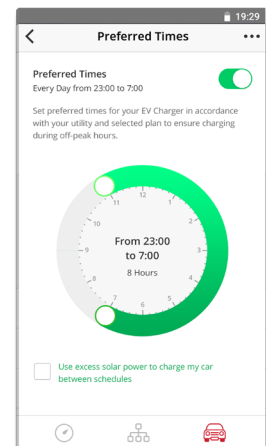 19:29
Preferred Times
Preferred Times
Every Day from 23:00 to 7:00
Set preferred times for your EV Charger in accordance
with your utility and selected plan to ensure charging
during off-peak hours.
12
11
1
10
2
From 23:00
9
to 7:00
3
8 Hours
8
4
7
5
6
Use excess solar power to charge my car
between schedules